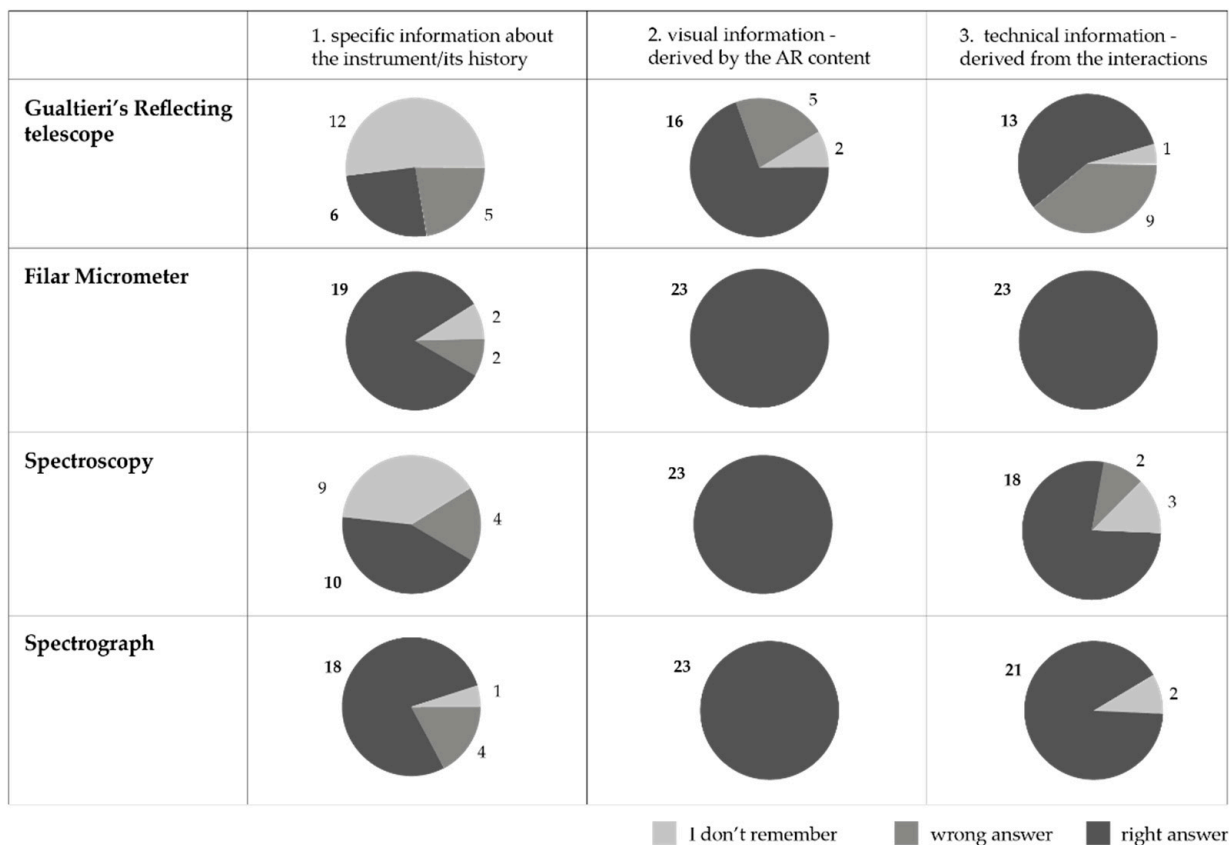 1. specific information about
the instrument/its history
2. visual information -
derived by the AR content
3. technical information -
derived from the interactions
Gualtieri's Reflecting
telescope
12
6
5
16
5
2
13
1
9
Filar Micrometer
19
2
2
23
23
Spectroscopy
9
4
10
23
18
2
3
Spectrograph
18
1
4
23
21
2
I don't remember
wrong answer
right answer